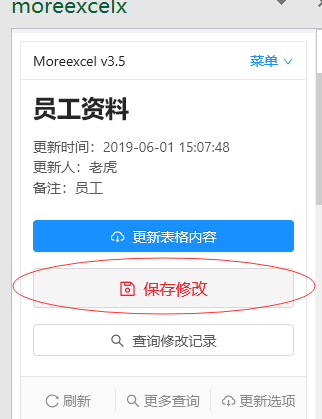 moreexcelx
Moreexcel v3.5 菜单
员工资料
更新时间：2019-06-01 15:07:48
更新人：老虎
备注：员工
更新表格内容
保存修改
查询修改记录
刷新 更多查询 更新选项